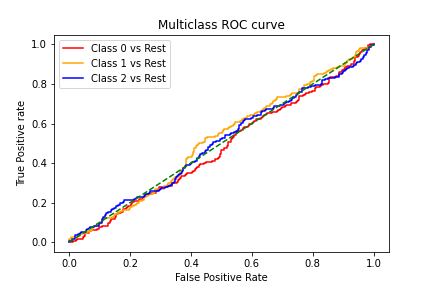 Multiclass ROC curve
1.0
0.8
0.6
0.4
0.2
0.0
True Positive rate
Class 0 vs Rest
Class 1 vs Rest
Class 2 vs Rest
0.0 0.2 0.4 0.6 0.8 1.0
False Positive Rate